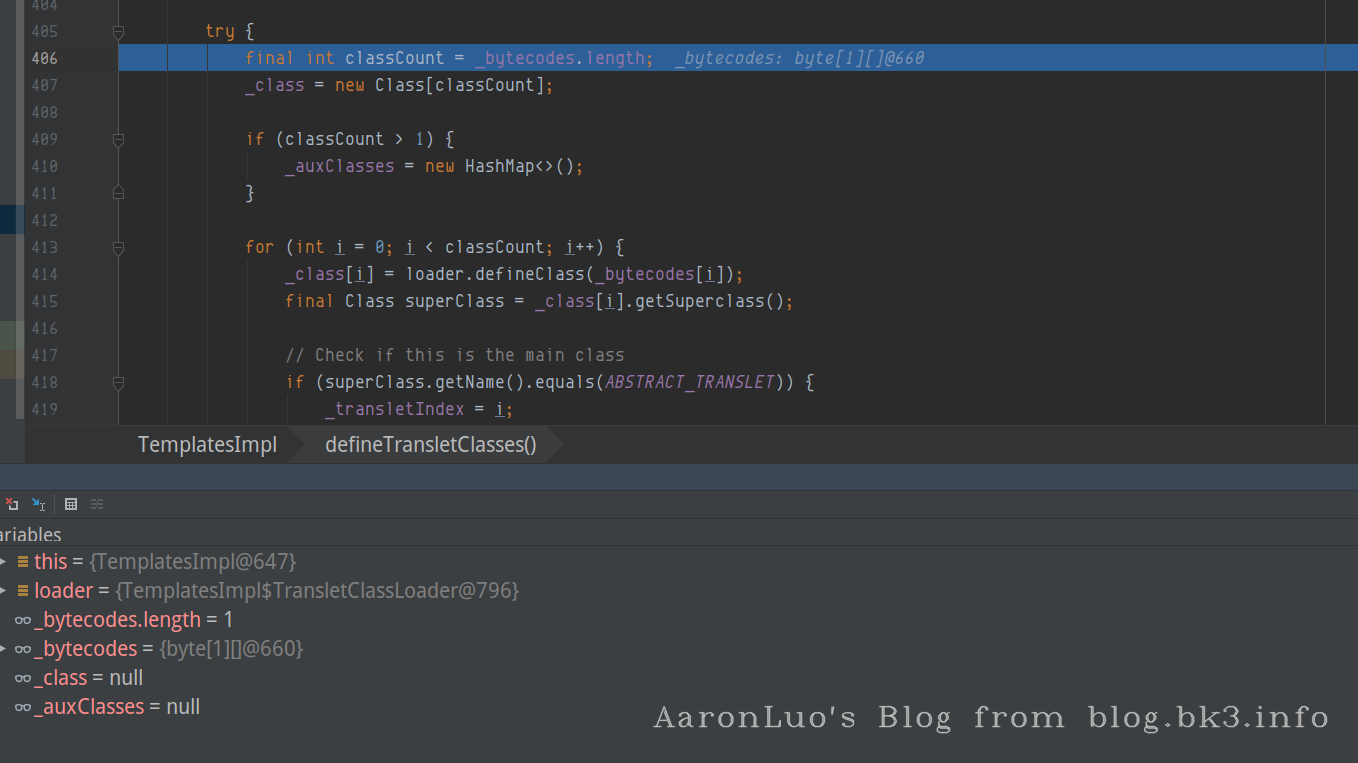 404
405 try {
406 final int classCount = _bytecodes.length; _bytecodes: byte[1][]@660
407 _class = new Class[classCount];
408
409 if (classCount > 1) {
410 _auxClasses = new HashMap<>();
411 }
412
413 for (int i = 0; i < classCount; i++) {
414 _class[i] = loader.defineClass(_bytecodes[i]);
415 final Class superClass = _class[i].getSuperclass();
416
417 // Check if this is the main class
418 if (superClass.getName().equals(ABSTRACT_TRANSLET)) {
419 _transletIndex = i;
TemplatesImpl defineTransletClasses()
ariables
this = {TemplatesImpl@647}
loader = {TemplatesImpl$TransletClassLoader@796}
_bytecodes.length = 1
_bytecodes = {byte[1][]@660}
_class = null
_auxClasses = null
AaronLuo's Blog from blog.bk3.info